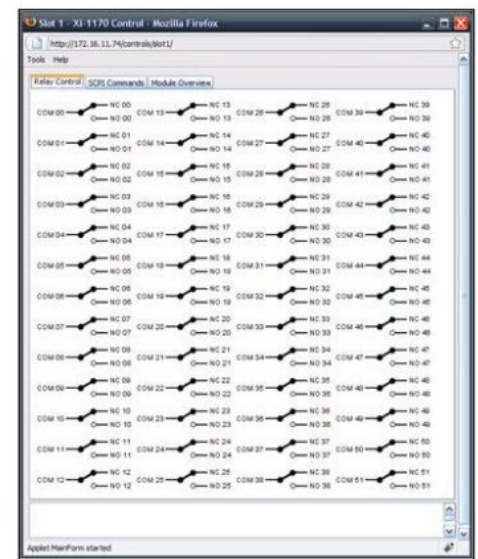 Slot 1 - XI-1170 Control - Mozilla Firefox
http://172.16.11.74/controls/slot1/
Tools Help
Relay Control SCPI Commands Module Overview
NC 00 NC 13 NC 26 NC 39
COM 00 COM 13 COM 26 COM 39
NO 00 NO 13 NO 26 NO 39
NC 01 NC 14 NC 27 NC 40
COM 01 COM 14 COM 27 COM 40
NO 01 NO 14 NO 27 NO 40
NC 02 NC 15 NC 28 NC 41
COM 02 COM 15 COM 28 COM 41
NO 02 NO 15 NO 28 NO 41
NC 03 NC 16 NC 29 NC 42
COM 03 COM 16 COM 29 COM 42
NO 03 NO 16 NO 29 NO 42
NC 04 NC 17 NC 30 NC 43
COM 04 COM 17 COM 30 COM 43
NO 04 NO 17 NO 30 NO 43
NC 05 NC 18 NC 31 NC 44
COM 05 COM 18 COM 31 COM 44
NO 05 NO 18 NO 31 NO 44
NC 06 NC 19 NC 32 NC 45
COM 06 COM 19 COM 32 COM 45
NO 06 NO 19 NO 32 NO 45
NC 07 NC 20 NC 33 NC 46
COM 07 COM 20 COM 33 COM 46
NO 07 NO 20 NO 33 NO 46
NC 08 NC 21 NC 34 NC 47
COM 08 COM 21 COM 34 COM 47
NO 08 NO 21 NO 34 NO 47
NC 09 NC 22 NC 35 NC 48
COM 09 COM 22 COM 35 COM 48
NO 09 NO 22 NO 35 NO 48
NC 10 NC 23 NC 36 NC 49
COM 10 COM 23 COM 36 COM 49
NO 10 NO 23 NO 36 NO 49
NC 11 NC 24 NC 37 NC 50
COM 11 COM 24 COM 37 COM 50
NO 11 NO 24 NO 37 NO 50
NC 12 NC 25 NC 38 NC 51
COM 12 COM 25 COM 38 COM 51
NO 12 NO 25 NO 38 NO 51
Applet MainForm started